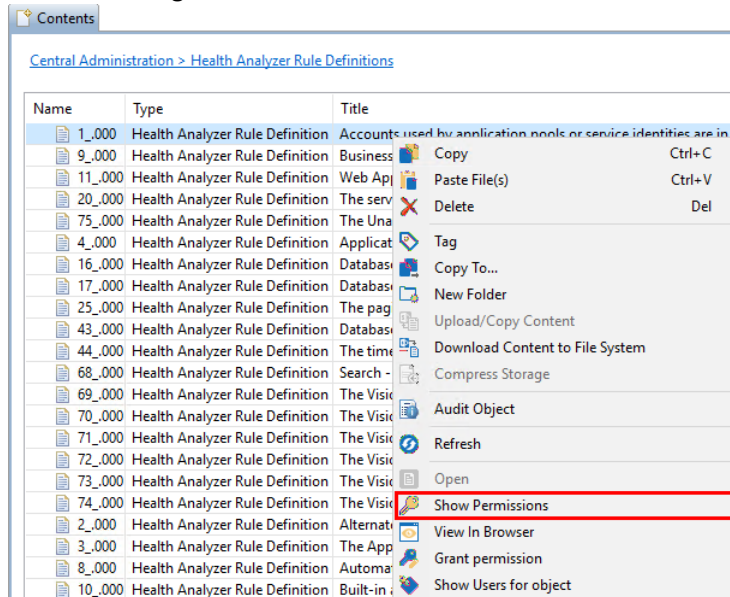 Contents
Central Administration > Health Analyzer Rule Definitions
Name Type Title
1_.000 Health Analyzer Rule Definition Accounts used by application pools or service identities are in
9_.000 Health Analyzer Rule Definition Business Copy Ctrl+C
11_.000 Health Analyzer Rule Definition Web Ap Paste File(s) Ctrl+V
20_.000 Health Analyzer Rule Definition The serv Delete Del
75_.000 Health Analyzer Rule Definition The Una
4_.000 Health Analyzer Rule Definition Applicat Tag
16_.000 Health Analyzer Rule Definition Databas Copy To...
17_.000 Health Analyzer Rule Definition Databas New Folder
25_.000 Health Analyzer Rule Definition The pag Upload/Copy Content
43_.000 Health Analyzer Rule Definition Databas
44_.000 Health Analyzer Rule Definition The time Download Content to File System
68_.000 Health Analyzer Rule Definition Search - Compress Storage
69_.000 Health Analyzer Rule Definition The Visi Audit Object
70_.000 Health Analyzer Rule Definition The Visi
71_.000 Health Analyzer Rule Definition The Visi Refresh
72_.000 Health Analyzer Rule Definition The Visi
73_.000 Health Analyzer Rule Definition The Visi Open
74_.000 Health Analyzer Rule Definition The Visi Show Permissions
2_.000 Health Analyzer Rule Definition Alternat View In Browser
3_.000 Health Analyzer Rule Definition The App Grant permission
8_.000 Health Analyzer Rule Definition Automa
10_.000 Health Analyzer Rule Definition Built-in Show Users for object